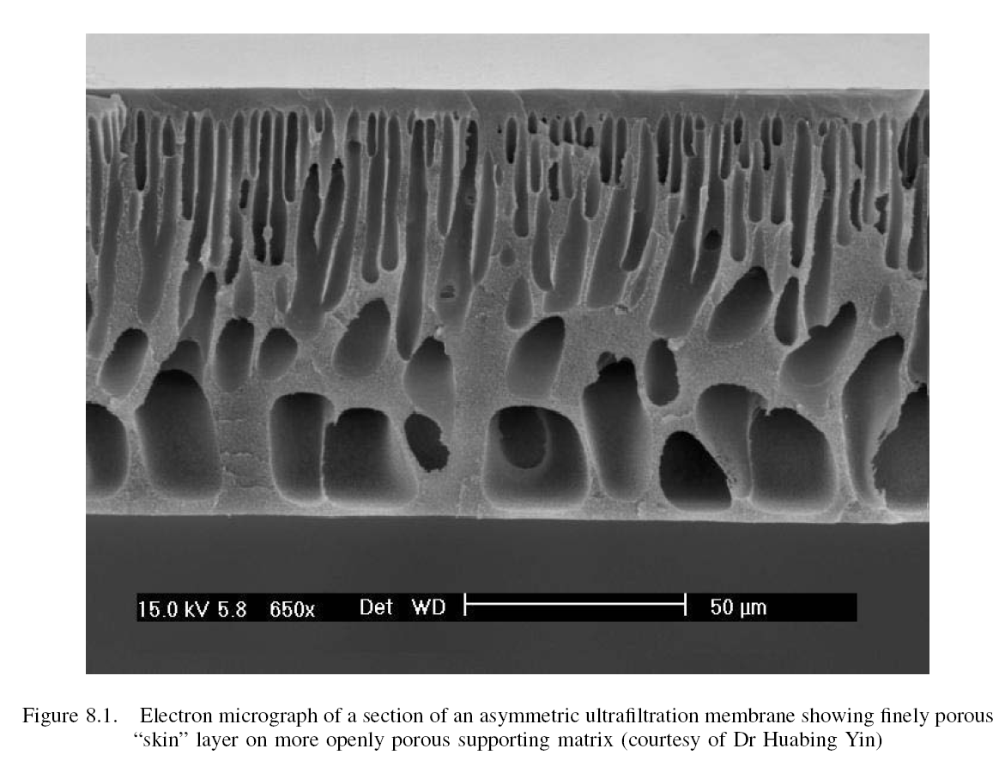 15.0 kV 5.8 650x Det WD 50 µm
Figure 8.1. Electron micrograph of a section of an asymmetric ultrafiltration membrane showing finely porous
“skin” layer on more openly porous supporting matrix (courtesy of Dr Huabing Yin)